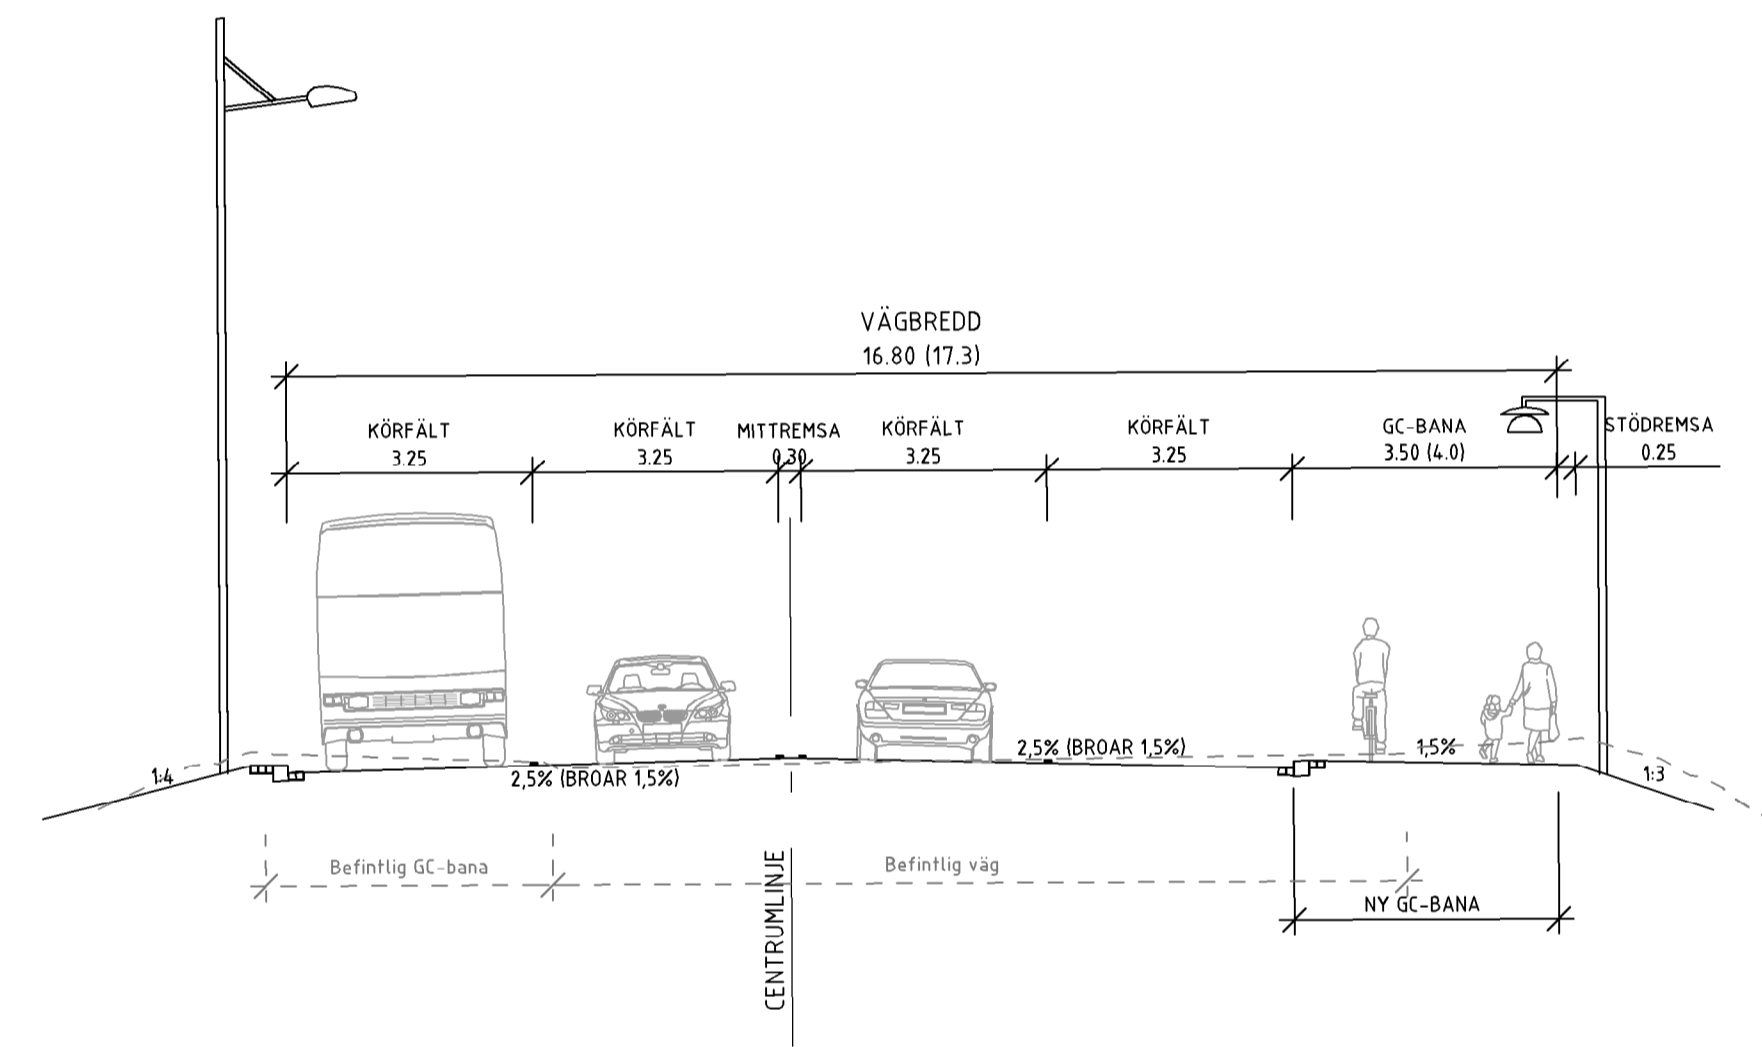 VÄGBREDD
16.80 (17.3)
KÖRFÄLT
3.25
KÖRFÄLT
3.25
MITTREMSA
0.30
KÖRFÄLT
3.25
KÖRFÄLT
3.25
GC-BANA
3.50 (4.0)
STÖDREMSA
0.25
1:4
2,5% (BROAR 1,5%)
2,5% (BROAR 1,5%)
1,5%
1:3
Befintlig GC-bana
Befintlig väg
CENTRUMLINJE
NY GC-BANA